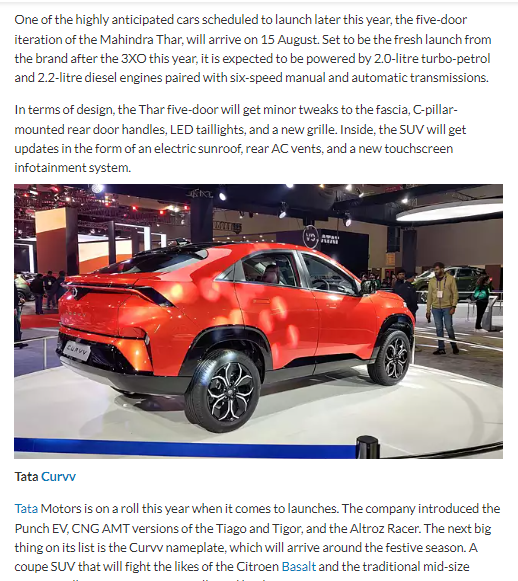 One of the highly anticipated cars scheduled to launch later this year, the five-door
iteration of the Mahindra Thar, will arrive on 15 August. Set to be the fresh launch from
the brand after the 3XO this year, it is expected to be powered by 2.0-litre turbo-petrol
and 2.2-litre diesel engines paired with six-speed manual and automatic transmissions.
In terms of design, the Thar five-door will get minor tweaks to the fascia, C-pillar-
mounted rear door handles, LED taillights, and a new grille. Inside, the SUV will get
updates in the form of an electric sunroof, rear AC vents, and a new touchscreen
infotainment system.
CURVV
Tata Curvv
Tata Motors is on a roll this year when it comes to launches. The company introduced the
Punch EV, CNG AMT versions of the Tiago and Tigor, and the Altroz Racer. The next big
thing on its list is the Curvv nameplate, which will arrive around the festive season. A
coupe SUV that will fight the likes of the Citroen Basalt and the traditional mid-size